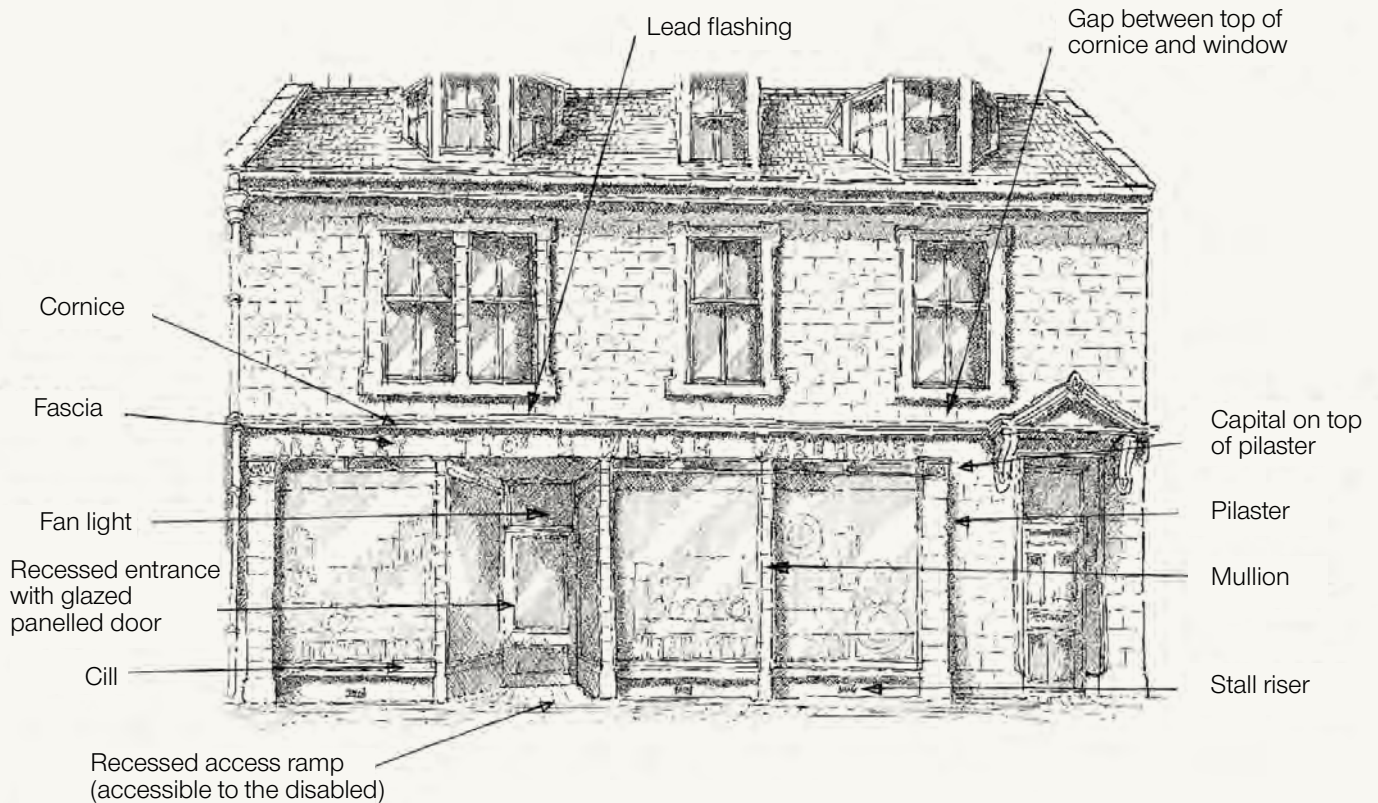 Lead flashing
Gap between top of
cornice and window
Cornice
Fascia
Capital on top
of pilaster
Fan light
Pilaster
Recessed entrance
with glazed
panelled door
Mullion
Cill
Stall riser
Recessed access ramp
(accessible to the disabled)